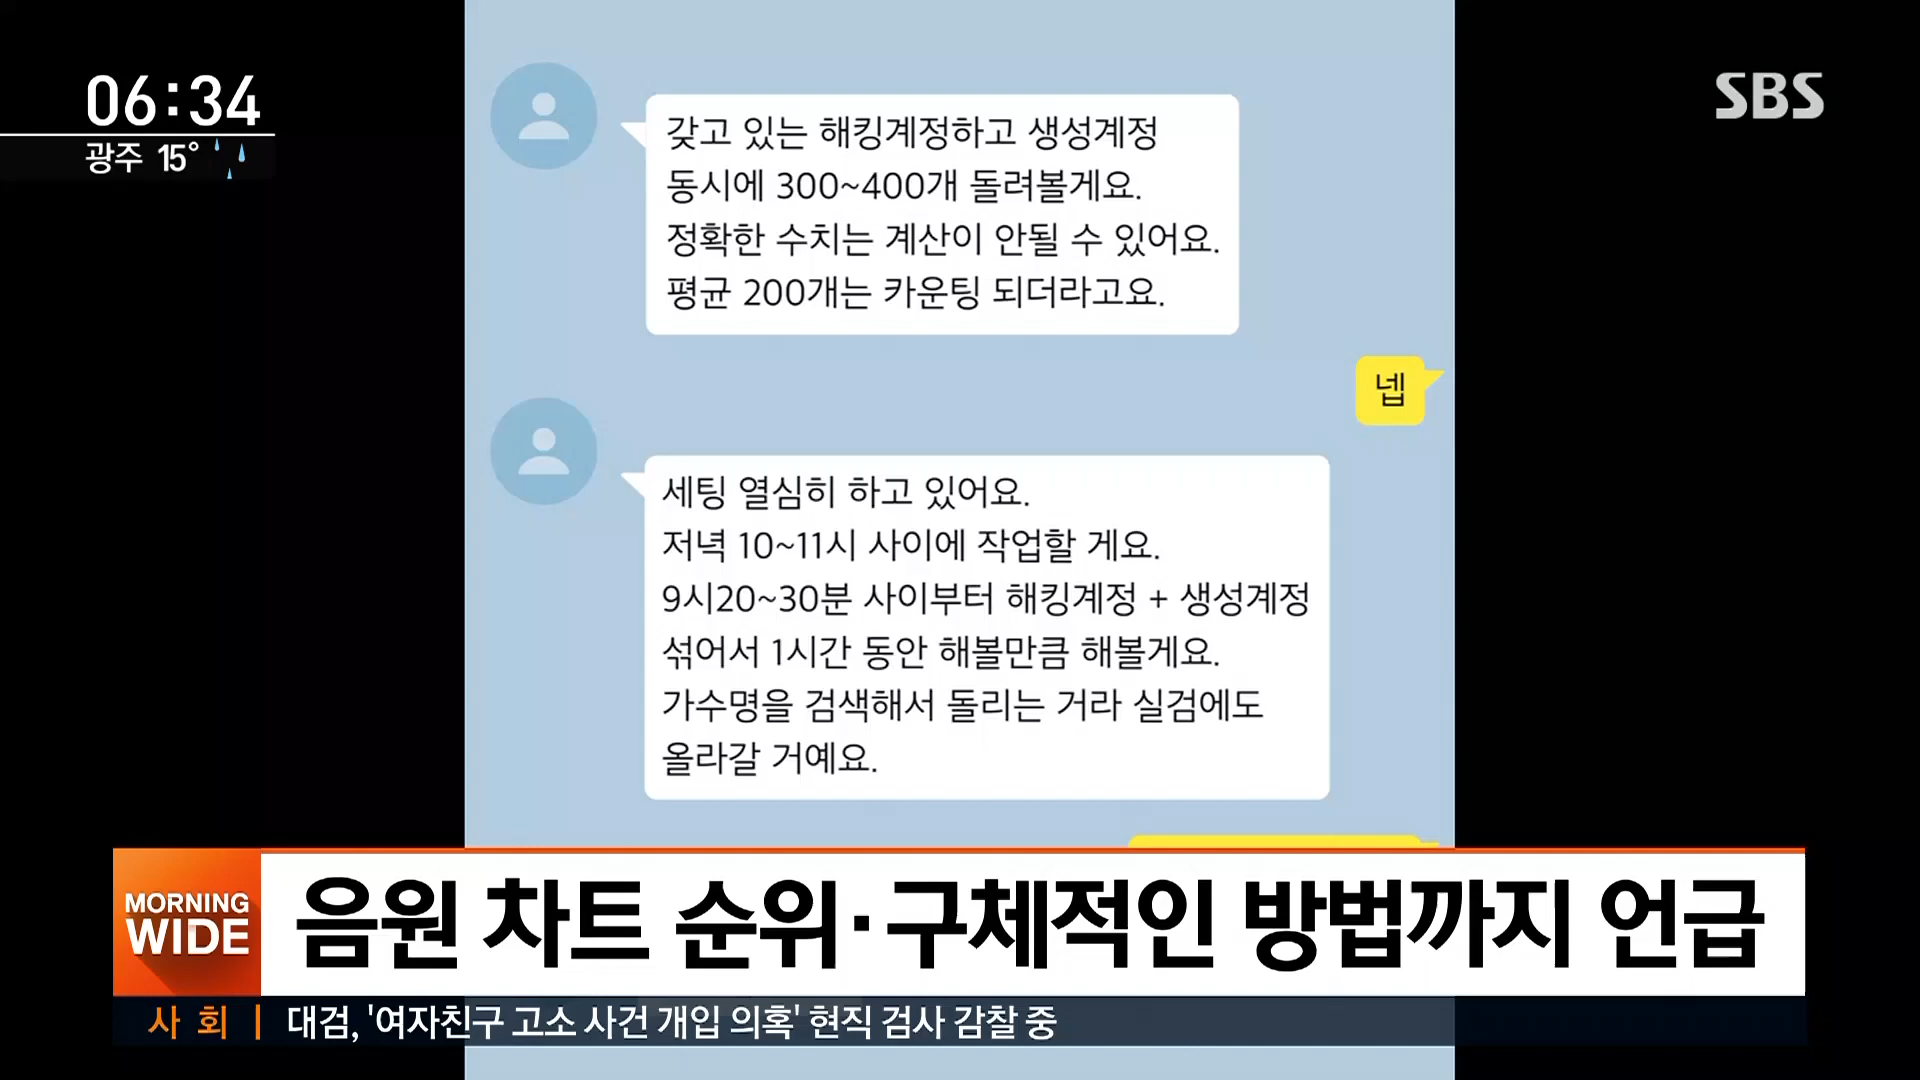 06:34
광주 15°
SBS
갖고 있는 해킹계정하고 생성계정
동시에 300~400개 돌려볼게요.
정확한 수치는 계산이 안될 수 있어요.
평균 200개는 카운팅 되더라고요.
넵
세팅 열심히 하고 있어요.
저녁 10~11시 사이에 작업할 게요.
9시20~30분 사이부터 해킹계정 + 생성계정
섞어서 1시간 동안 해볼만큼 해볼게요.
가수명을 검색해서 돌리는 거라 실검에도
올라갈 거예요.
MORNING
WIDE
음원 차트 순위·구체적인 방법까지 언급
사 회 | 대검, '여자친구 고소 사건 개입 의혹' 현직 검사 감찰 중